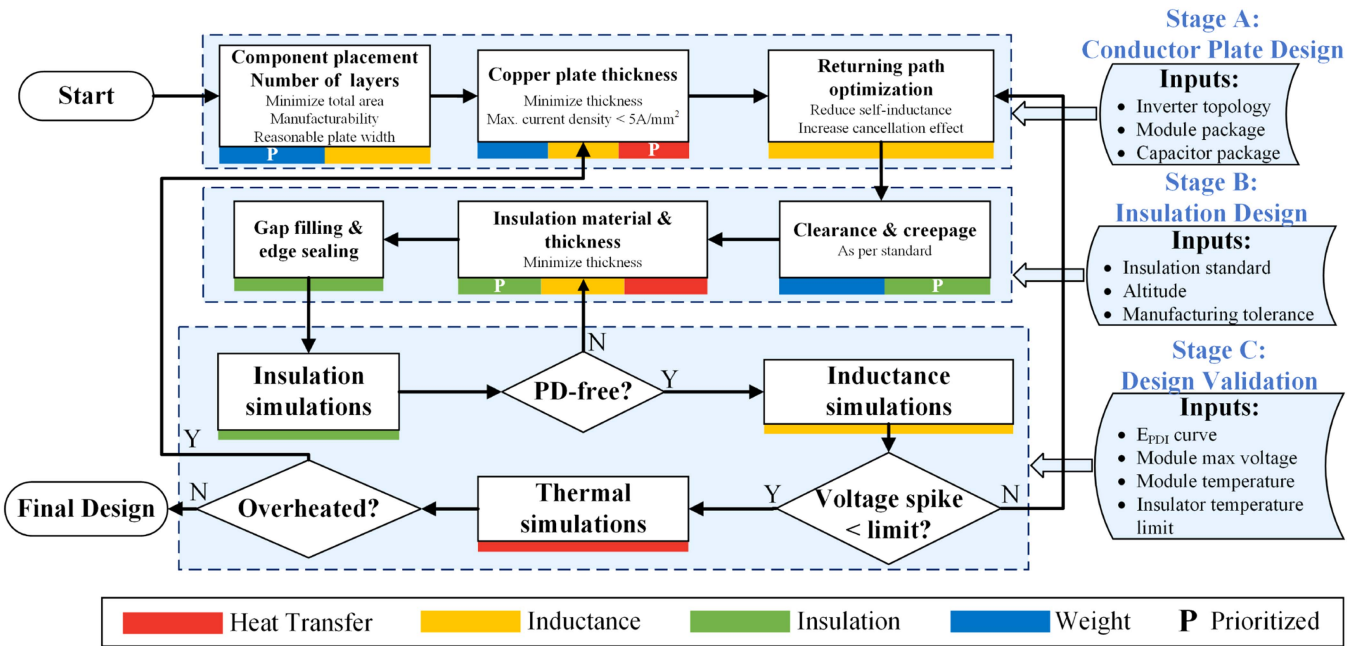 Start
Component placement
Number of layers
Minimize total area
Manufacturability
Reasonable plate width
P
Copper plate thickness
Minimize thickness
Max. current density < 5A/mm²
P
Returning path
optimization
Reduce self-inductance
Increase cancellation effect
Stage A:
Conductor Plate Design
Inputs:
• Inverter topology
• Module package
• Capacitor package
Gap filling &
edge sealing
Insulation material &
thickness
Minimize thickness
P
Clearance & creepage
As per standard
P
Stage B:
Insulation Design
Inputs:
• Insulation standard
• Altitude
• Manufacturing tolerance
Insulation
simulations
PD-free?
N
Y
Inductance
simulations
Stage C:
Design Validation
Inputs:
• EPDI curve
• Module max voltage
• Module temperature
• Insulator temperature
limit
Y
Final Design
N
Overheated?
Thermal
simulations
Y
Voltage spike
< limit?
N
Heat Transfer
Inductance
Insulation
Weight
P Prioritized